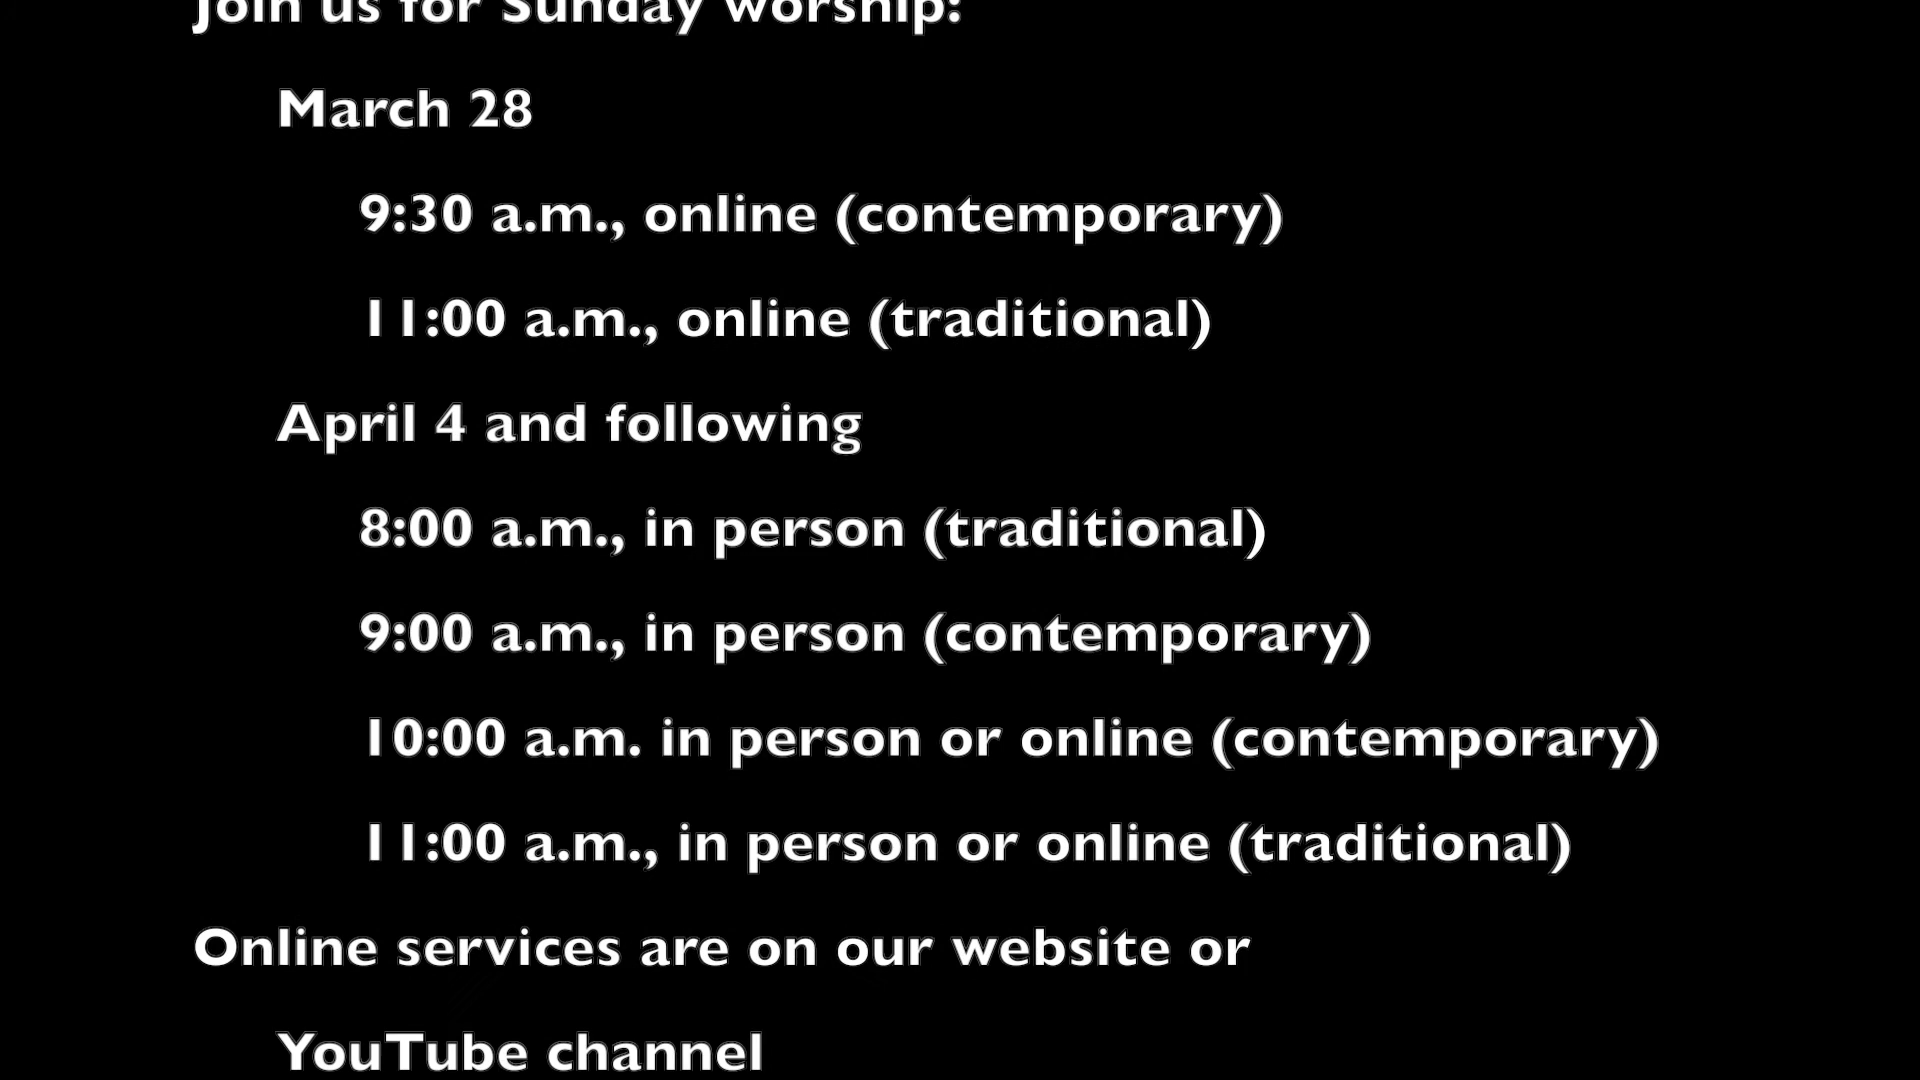 Join us for Sunday worship:
March 28
9:30 a.m., online (contemporary)
11:00 a.m., online (traditional)
April 4 and following
8:00 a.m., in person (traditional)
9:00 a.m., in person (contemporary)
10:00 a.m. in person or online (contemporary)
11:00 a.m., in person or online (traditional)
Online services are on our website or
YouTube channel